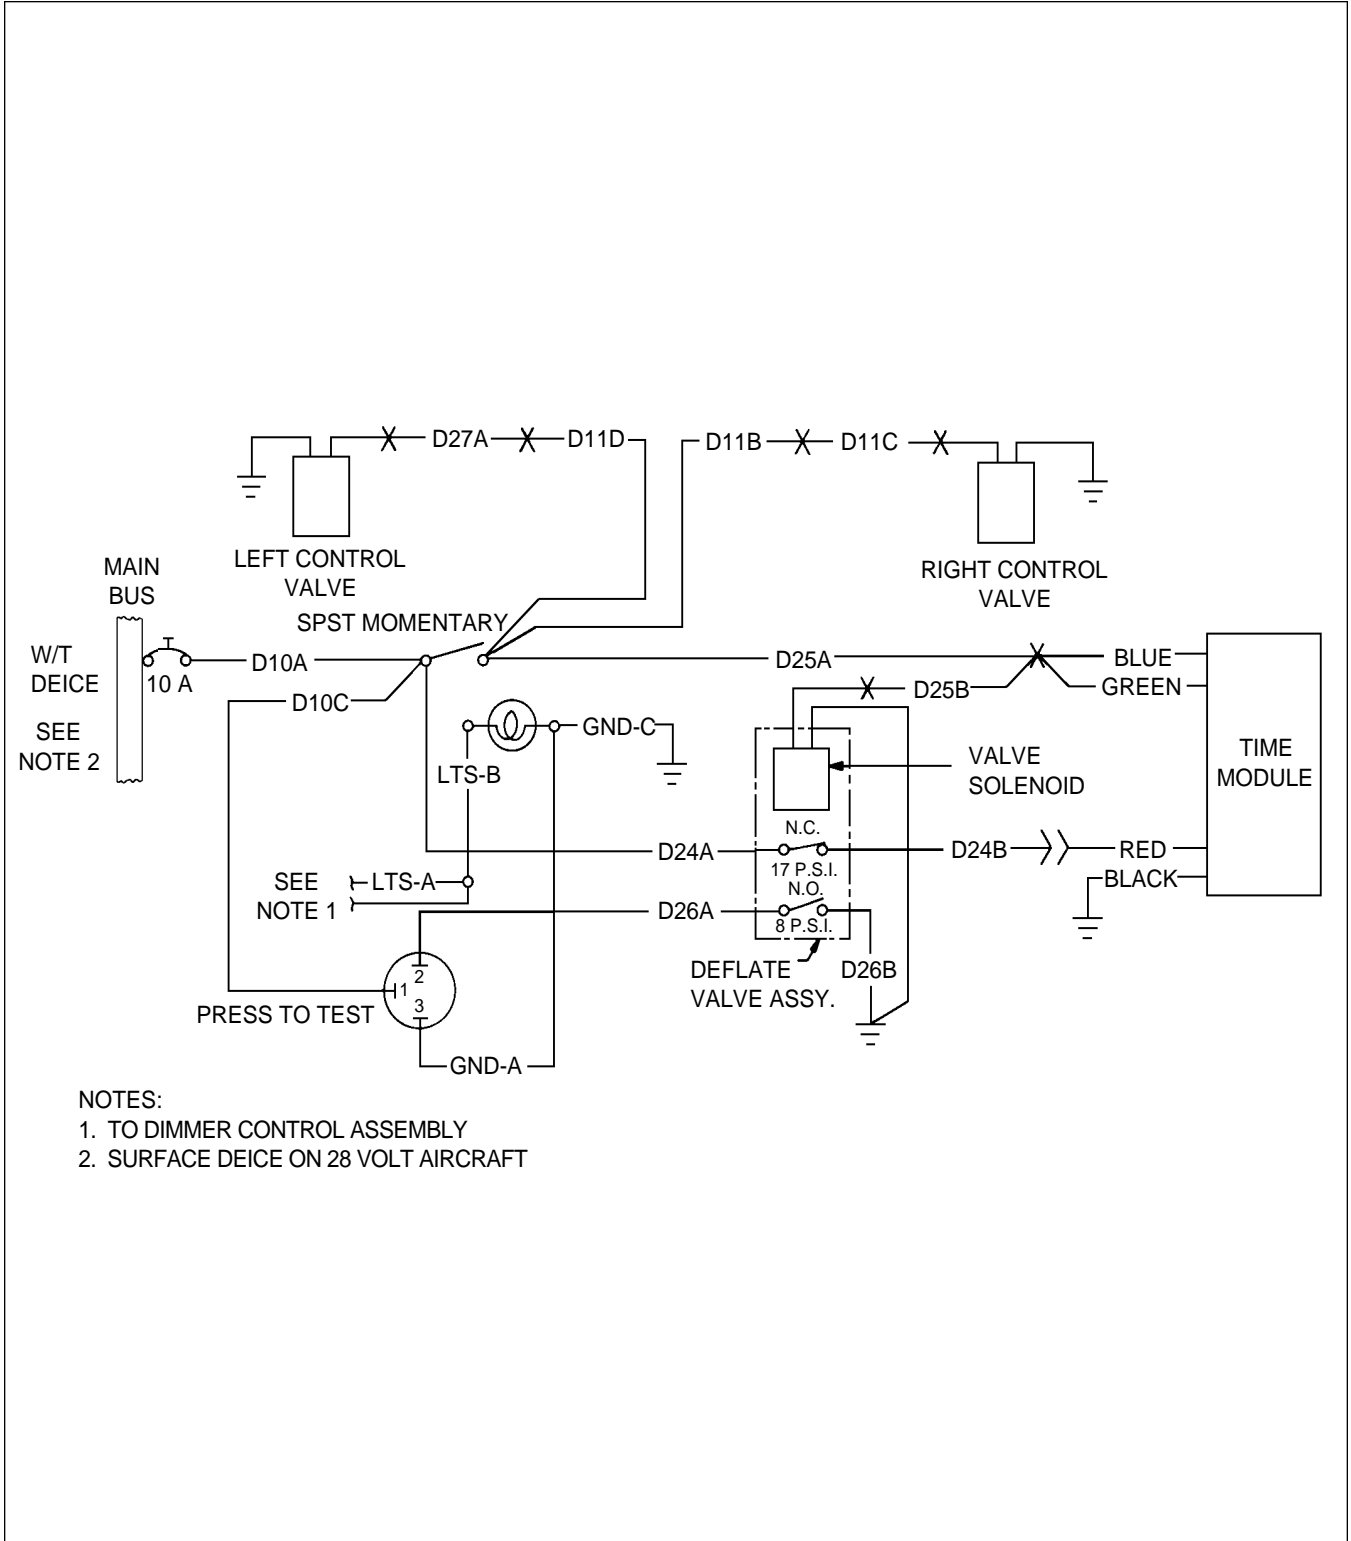 D27A
D11D
D11B
D11C
LEFT CONTROL
VALVE
RIGHT CONTROL
VALVE
MAIN
BUS
SPST MOMENTARY
W/T
DEICE
10 A
D10A
D25A
BLUE
GREEN
D10C
D25B
SEE
NOTE 2
GND-C
LTS-B
VALVE
SOLENOID
TIME
MODULE
N.C.
D24A
17 P.S.I.
D24B
RED
BLACK
SEE
NOTE 1
LTS-A
N.O.
D26A
8 P.S.I.
DEFLATE
VALVE ASSY.
D26B
2
1
3
PRESS TO TEST
GND-A
NOTES:
1. TO DIMMER CONTROL ASSEMBLY
2. SURFACE DEICE ON 28 VOLT AIRCRAFT